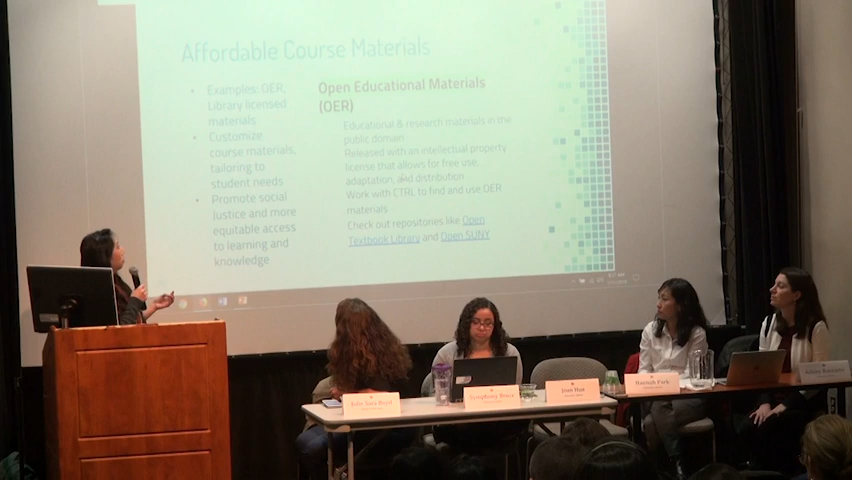 Affordable Course Materials
• Examples: OER,
Library licensed
materials
• Customize
course materials,
tailoring to
student needs
• Promote social
Justice and more
equitable access
to learning and
knowledge
Open Educational Materials
(OER)
Educational & research materials in the
public domain
Released with an intellectual property
license that allows for free use,
adaptation, and distribution
Work with CTRL to find and use OER
materials
Check out repositories like Open
Textbook Library and Open SUNY
Joan Hua
Hannah Park